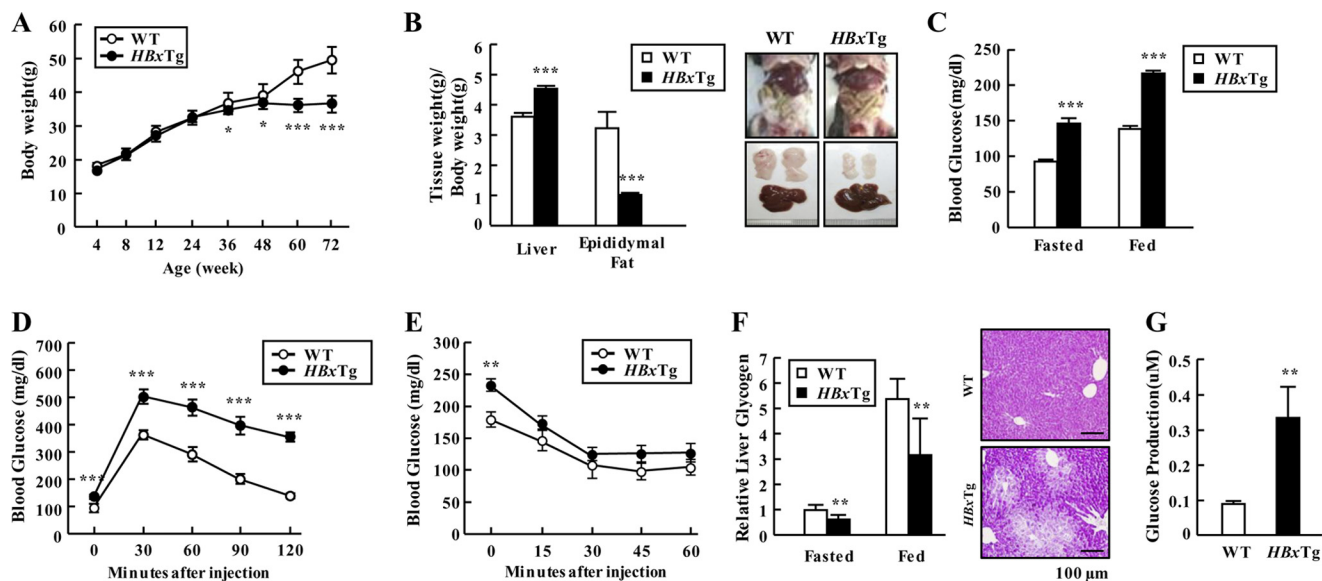 A
WT
HBxTg
Body weight(g)
60
50
40
30
20
10
0
* * *** ***
4 8 12 24 36 48 60 72
Age (week)
B
WT
HBxTg
Tissue weight(g)/
Body weight(g)
6
5
4
3
2
1
0
***
***
Liver
Epididymal
Fat
WT HBxTg
C
WT
HBxTg
Blood Glucose(mg/dl)
250
200
150
100
50
0
***
***
Fasted Fed
D
WT
HBxTg
Blood Glucose (mg/dl)
700
600
500
400
300
200
100
*** *** *** *** ***
0 30 60 90 120
Minutes after injection
E
WT
HBxTg
Blood Glucose (mg/dl)
300
250
200
150
100
50
0
**
0 15 30 45 60
Minutes after injection
F
WT
HBxTg
Relative Liver Glycogen
7
6
5
4
3
2
1
0
**
**
Fasted Fed
WT
HBxTg
100 μm
G
Glucose Production(uM)
0.5
0.4
0.3
0.2
0.1
0
**
WT HBxTg